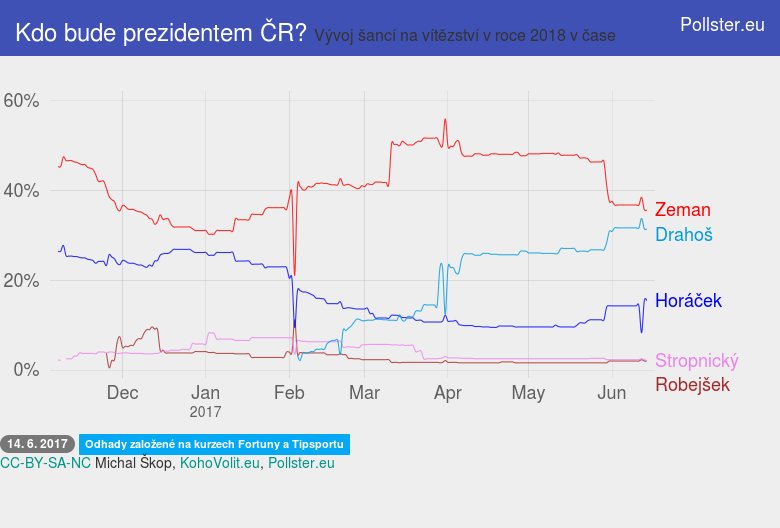 Kdo bude prezidentem ČR? Vývoj šancí na vítězství v roce 2018 v čase
Pollster.eu
60%
40%
20%
0%
Zeman
Drahoš
Horáček
Stropnický
Robejšek
Dec Jan Feb Mar Apr May Jun
2017
14. 6. 2017 Odhady založené na kurzech Fortuny a Tipsportu
CC-BY-SA-NC Michal Škop, KohoVolit.eu, Pollster.eu